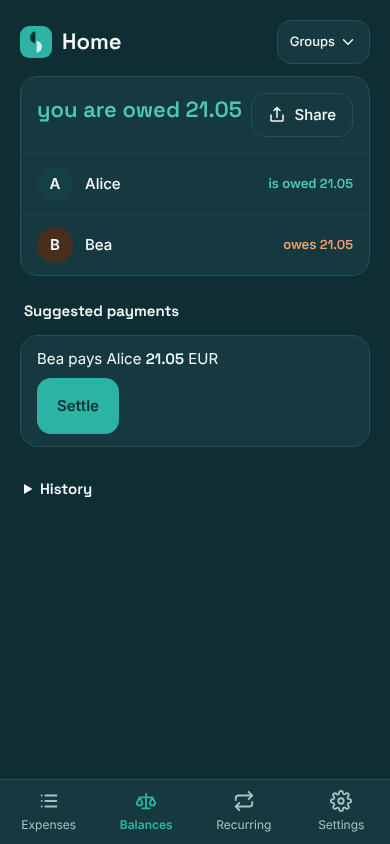 Home
Groups
you are owed 21.05
Share
A Alice is owed 21.05
B Bea owes 21.05
Suggested payments
Bea pays Alice 21.05 EUR
Settle
History
Expenses Balances Recurring Settings